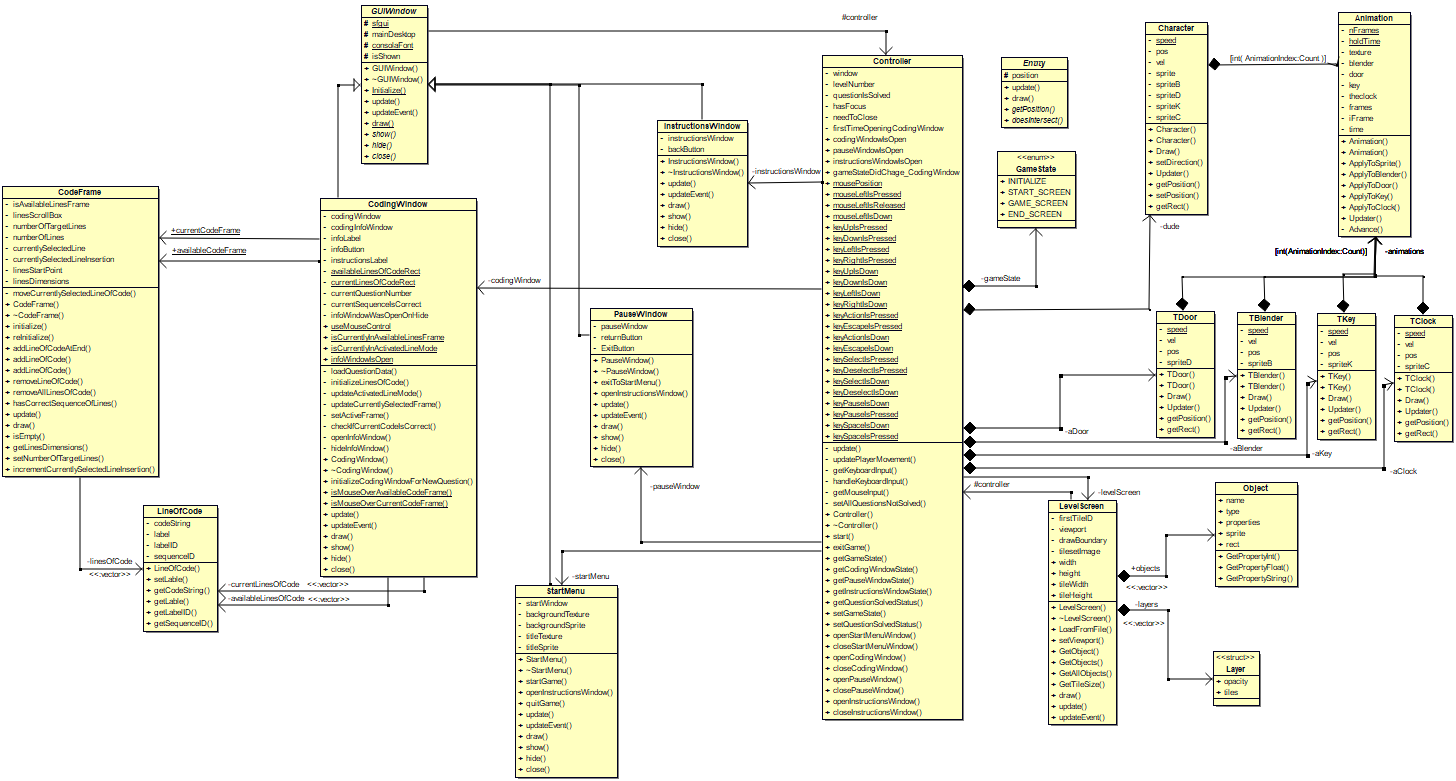 GUIWindow
# sfgui
# mainDesktop
# consolaFont
# isShown
+ GUIWindow()
+ ~GUIWindow()
+ Initialize()
+ update()
+ updateEvent()
+ draw()
+ show()
+ hide()
+ close()
#controller
InstructionsWindow
- instructionsWindow
- backButton
+ InstructionsWindow()
+ ~InstructionsWindow()
+ update()
+ updateEvent()
+ draw()
+ show()
+ hide()
+ close()
-instructionsWindow
CodeFrame
- isAvailableLinesFrame
- linesScrollBox
- numberOfTargetLines
- numberOfLines
- currentlySelectedLine
- currentlySelectedLineInsertion
- linesStartPoint
- linesDimensions
- moveCurrentlySelectedLineOfCode()
+ CodeFrame()
+ ~CodeFrame()
+ initialize()
+ reInitialize()
+ addLineOfCodeAtEnd()
+ addLineOfCode()
+ addLineOfCode()
+ removeLineOfCode()
+ removeAllLinesOfCode()
+ hasCorrectSequenceOfLines()
+ update()
+ draw()
+ isEmpty()
+ getLinesDimensions()
+ setNumberOfTargetLines()
+ incrementCurrentlySelectedLineInsertion()
+currentCodeFrame
+availableCodeFrame
CodingWindow
- codingWindow
- codingInfoWindow
- infoLabel
- infoButton
- instructionsLabel
- availableLinesOfCodeRect
- currentLinesOfCodeRect
- currentQuestionNumber
- currentSequenceIsCorrect
- infoWindowWasOpenOnHide
- useMouseControl
- isCurrentlyInAvailableLinesFrame
- isCurrentlyInActivatedLineMode
- infoWindowIsOpen
- loadQuestionData()
- initializeLinesOfCode()
- updateActivatedLineMode()
- updateCurrentlySelectedFrame()
- setActiveFrame()
- checkIfCurrentCodeIsCorrect()
- openInfoWindow()
- hideInfoWindow()
+ CodingWindow()
+ ~CodingWindow()
+ initializeCodingWindowForNewQuestion()
+ isMouseOverAvailableCodeFrame()
+ isMouseOverCurrentCodeFrame()
+ update()
+ updateEvent()
+ draw()
+ show()
+ hide()
+ close()
-codingWindow
PauseWindow
- pauseWindow
- returnButton
- ExitButton
+ PauseWindow()
+ ~PauseWindow()
+ exitToStartMenu()
+ openInstructionsWindow()
+ update()
+ updateEvent()
+ draw()
+ show()
+ hide()
+ close()
-pauseWindow
LineOfCode
- codeString
- label
- labelID
- sequenceID
+ LineOfCode()
+ setLable()
+ getCodeString()
+ getLable()
+ getLabelID()
+ getSequenceID()
-linesOfCode
<<:vector>>
-currentLinesOfCode <<:vector>>
-availableLinesOfCode <<:vector>>
StartMenu
- startWindow
- backgroundTexture
- backgroundSprite
- titleTexture
- titleSprite
+ StartMenu()
+ ~StartMenu()
+ startGame()
+ openInstructionsWindow()
+ quitGame()
+ update()
+ updateEvent()
+ draw()
+ show()
+ hide()
+ close()
-startMenu
Controller
- window
- levelNumber
- questionIsSolved
- hasFocus
- needToClose
- firstTimeOpeningCodingWindow
- codingWindowIsOpen
- pauseWindowIsOpen
- instructionsWindowIsOpen
- gameStateDidChage_CodingWindow
- mousePosition
- mouseLeftIsPressed
- mouseLeftIsReleased
- mouseLeftIsDown
- keyUpIsPressed
- keyDownIsPressed
- keyLeftIsPressed
- keyRightIsPressed
- keyUpIsDown
- keyDownIsDown
- keyLeftIsDown
- keyRightIsDown
- keyActionIsPressed
- keyEscapeIsPressed
- keyActionIsDown
- keyEscapeIsDown
- keySelectIsPressed
- keyDeselectIsPressed
- keySelectIsDown
- keyDeselectIsDown
- keyPauseIsDown
- keyPauseIsPressed
- keySpaceIsDown
- keySpaceIsPressed
- update()
- updatePlayerMovement()
- getKeyboardInput()
- handleKeyboardInput()
- getMouseInput()
- setAllQuestionsNotSolved()
+ Controller()
+ ~Controller()
+ start()
+ exitGame()
+ getGameState()
+ getCodingWindowState()
+ getPauseWindowState()
+ getInstructionsWindowState()
+ getQuestionSolvedStatus()
+ setGameState()
+ setQuestionSolvedStatus()
+ openStartMenuWindow()
+ closeStartMenuWindow()
+ openCodingWindow()
+ closeCodingWindow()
+ openPauseWindow()
+ closePauseWindow()
+ openInstructionsWindow()
+ closeInstructionsWindow()
Entity
# position
+ update()
+ draw()
+ getPosition()
+ doesIntersect()
<<enum>>
GameState
+ INITIALIZE
+ START_SCREEN
+ GAME_SCREEN
+ END_SCREEN
-gameState
Character
- speed
- pos
- vel
- sprite
- spriteB
- spriteD
- spriteK
- spriteC
+ Character()
+ Character()
+ Draw()
+ setDirection()
+ Updater()
+ getPosition()
+ setPosition()
+ getRect()
-dude
[int( AnimationIndex::Count )]
Animation
- nFrames
- holdTime
- texture
- blender
- door
- key
- theclock
- frames
- iFrame
- time
+ Animation()
+ Animation()
+ ApplyToSprite()
+ ApplyToBlender()
+ ApplyToDoor()
+ ApplyToKey()
+ ApplyToClock()
+ Updater()
- Advance()
[int(AnimationIndex::Count)] -animations
TDoor
- speed
- vel
- pos
- spriteD
+ TDoor()
+ TDoor()
+ Draw()
+ Updater()
+ getPosition()
+ getRect()
TBlender
- speed
- vel
- pos
- spriteB
+ TBlender()
+ TBlender()
+ Draw()
+ Updater()
+ getPosition()
+ getRect()
TKey
- speed
- vel
- pos
- spriteK
+ TKey()
+ TKey()
+ Draw()
+ Updater()
+ getPosition()
+ getRect()
TClock
- speed
- vel
- pos
- spriteC
+ TClock()
+ TClock()
+ Draw()
+ Updater()
+ getPosition()
+ getRect()
-aDoor
-aBlender
-aKey
-aClock
#controller
-levelScreen
LevelScreen
- firstTileID
- viewport
- drawBoundary
- tilesetImage
+ width
+ height
+ tileWidth
+ tileHeight
+ LevelScreen()
+ ~LevelScreen()
+ LoadFromFile()
+ setViewport()
+ GetObject()
+ GetObjects()
+ GetAllObjects()
+ GetTileSize()
+ draw()
+ update()
+ updateEvent()
+objects
<<:vector>>
-layers
<<:vector>>
Object
+ name
+ type
+ properties
+ sprite
+ rect
+ GetPropertyInt()
+ GetPropertyFloat()
+ GetPropertyString()
<<struct>>
Layer
+ opacity
+ tiles